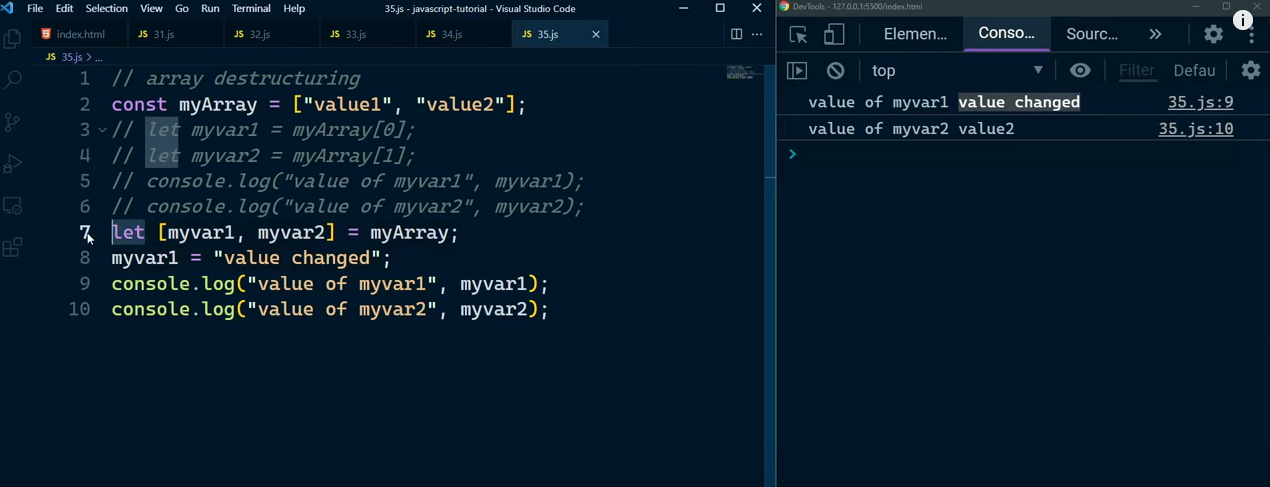 File Edit Selection View Go Run Terminal Help 35.js - javascript-tutorial - Visual Studio Code
index.html JS 31.js JS 32.js JS 33.js JS 34.js JS 35.js
JS 35.js > ...
1 // array destructuring
2 const myArray = ["value1", "value2"];
3 // let myvar1 = myArray[0];
4 // let myvar2 = myArray[1];
5 // console.log("value of myvar1", myvar1);
6 // console.log("value of myvar2", myvar2);
7 let [myvar1, myvar2] = myArray;
8 myvar1 = "value changed";
9 console.log("value of myvar1", myvar1);
10 console.log("value of myvar2", myvar2);
DevTools - 127.0.0.1:5500/index.html
Elemen... Conso... Sourc...
top Filter Defau
value of myvar1 value changed 35.js:9
value of myvar2 value2 35.js:10